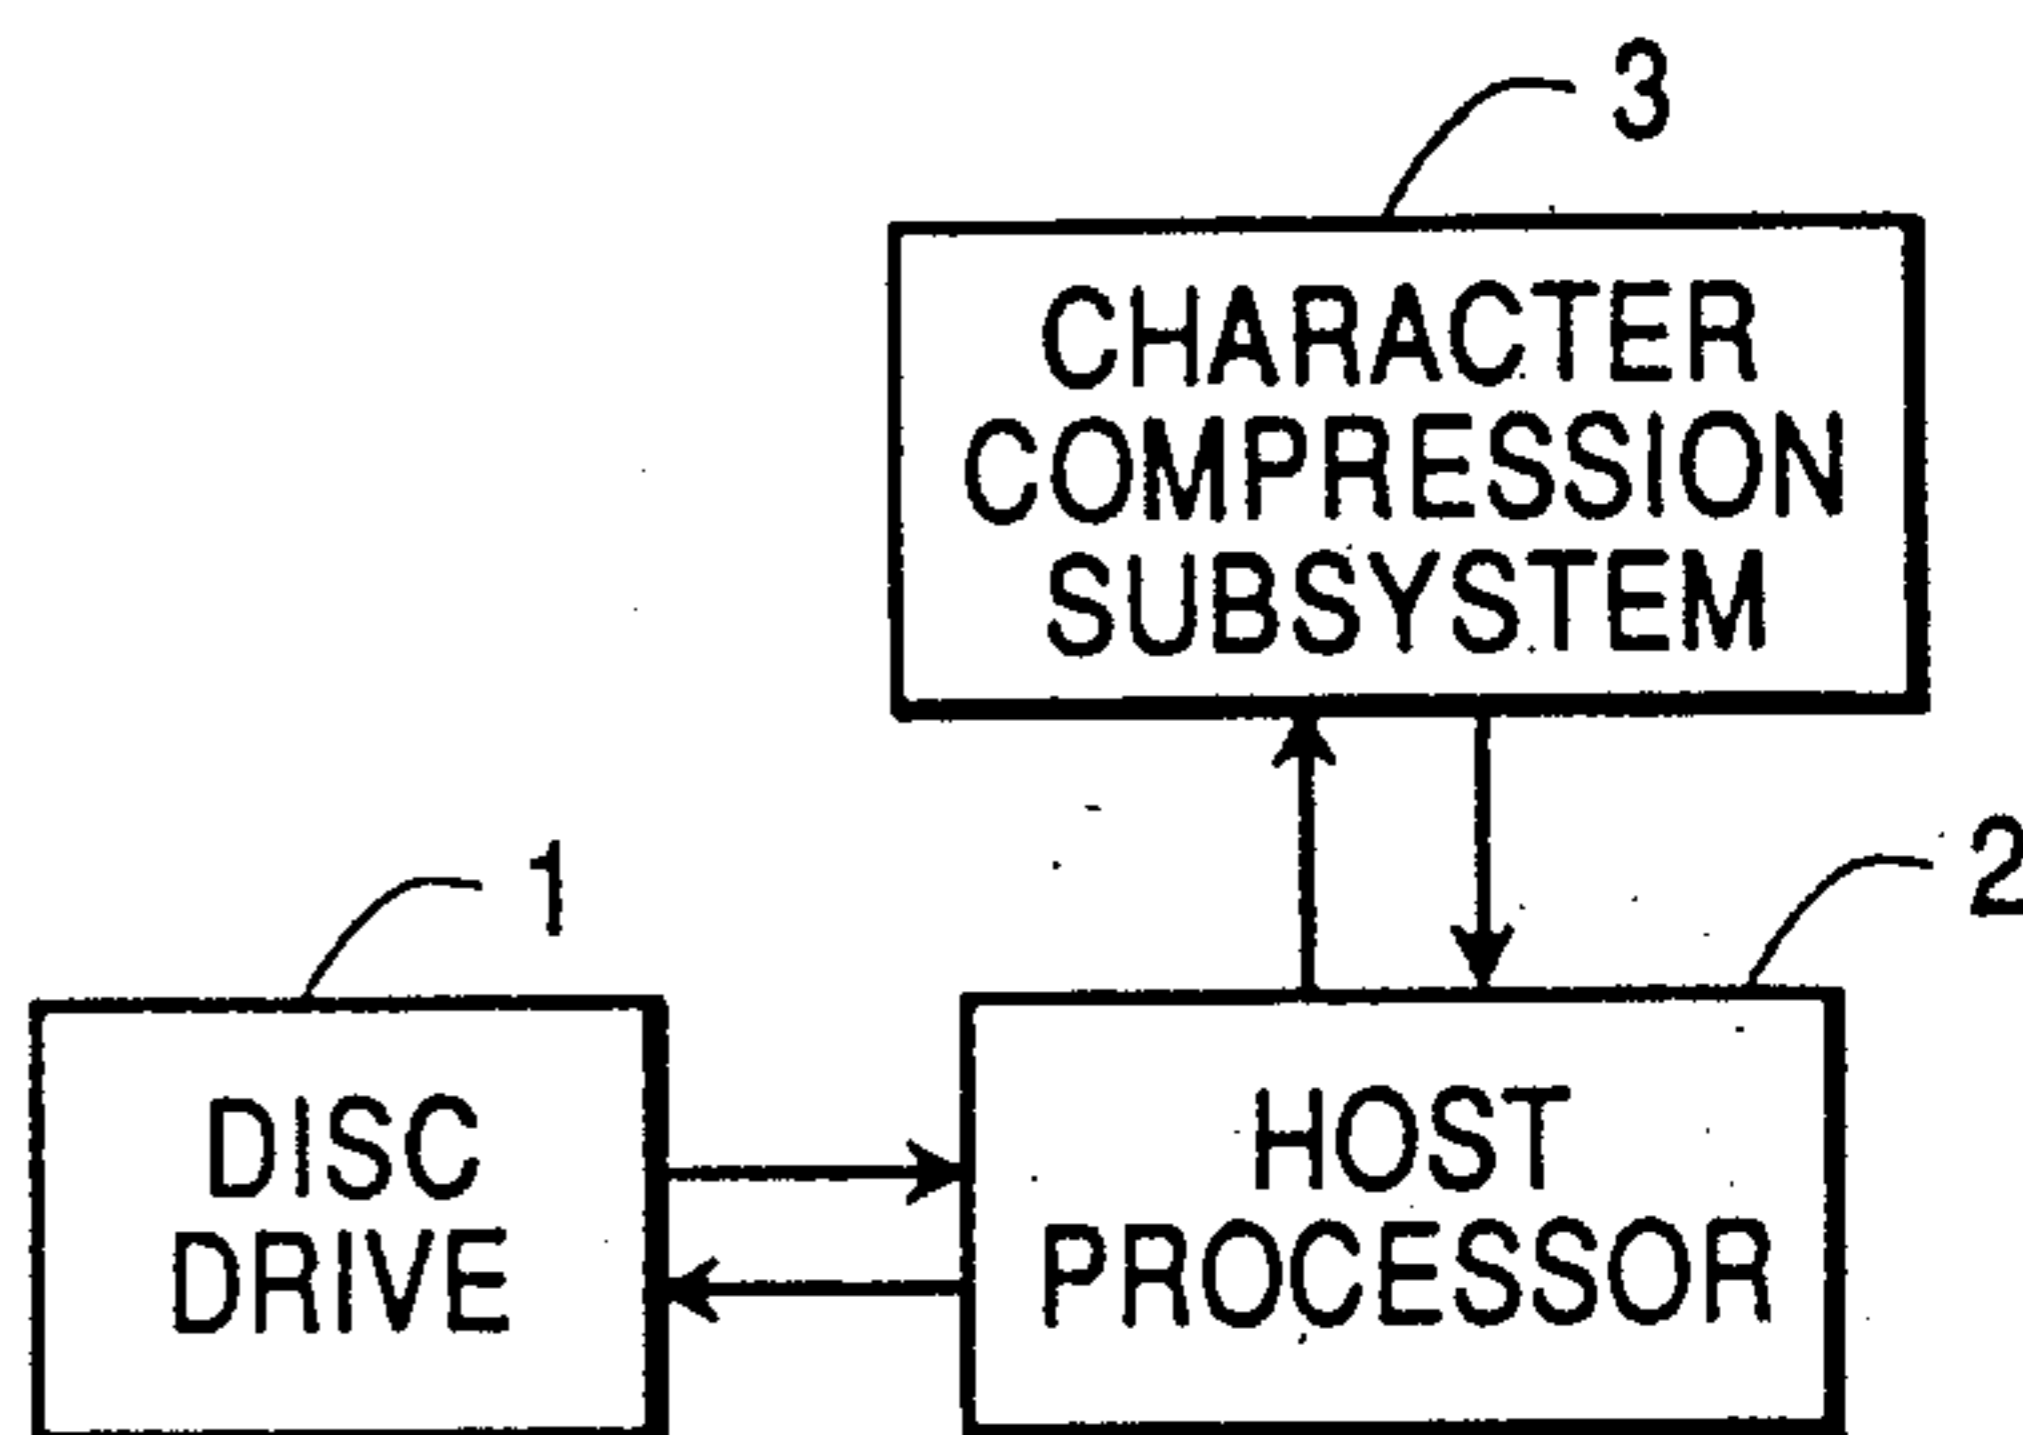 3
CHARACTER
COMPRESSION
SUBSYSTEM
1
2
DISC
DRIVE
HOST
PROCESSOR